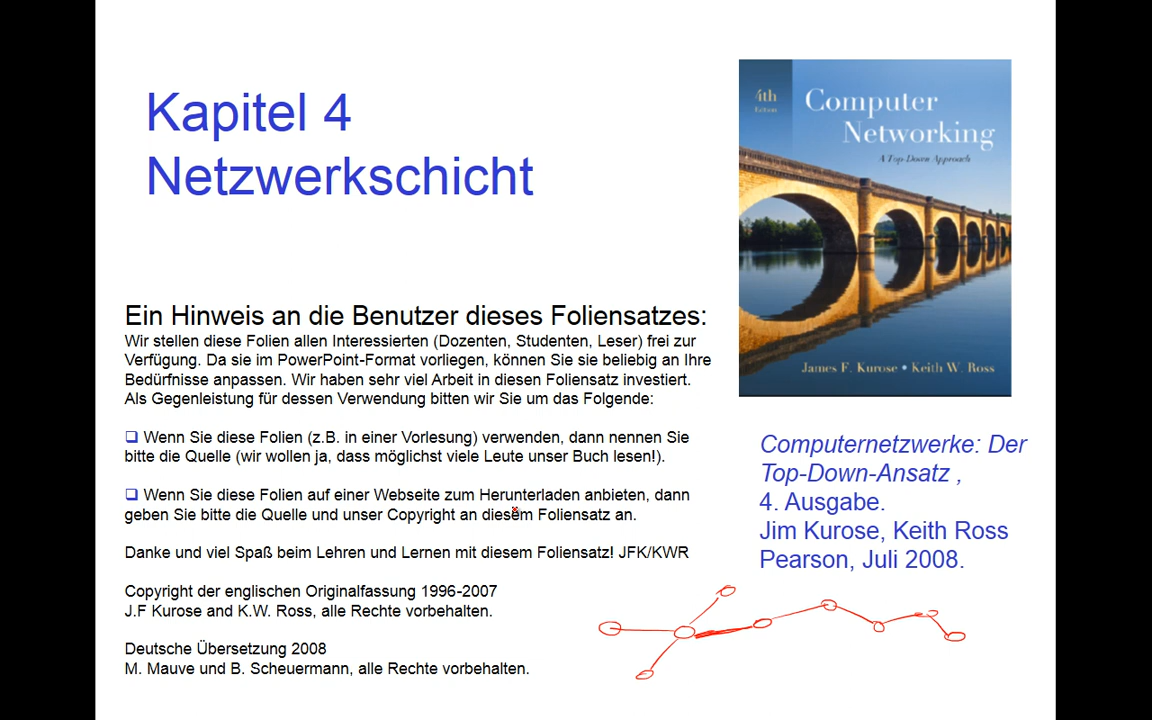 Kapitel 4
Netzwerkschicht
4th
Edition
Computer
Networking
A Top-Down Approach
James F. Kurose • Keith W. Ross
Ein Hinweis an die Benutzer dieses Foliensatzes:
Wir stellen diese Folien allen Interessierten (Dozenten, Studenten, Leser) frei zur
Verfügung. Da sie im PowerPoint-Format vorliegen, können Sie sie beliebig an Ihre
Bedürfnisse anpassen. Wir haben sehr viel Arbeit in diesen Foliensatz investiert.
Als Gegenleistung für dessen Verwendung bitten wir Sie um das Folgende:
❑ Wenn Sie diese Folien (z.B. in einer Vorlesung) verwenden, dann nennen Sie
bitte die Quelle (wir wollen ja, dass möglichst viele Leute unser Buch lesen!).
❑ Wenn Sie diese Folien auf einer Webseite zum Herunterladen anbieten, dann
geben Sie bitte die Quelle und unser Copyright an diesem Foliensatz an.
Danke und viel Spaß beim Lehren und Lernen mit diesem Foliensatz! JFK/KWR
Copyright der englischen Originalfassung 1996-2007
J.F Kurose and K.W. Ross, alle Rechte vorbehalten.
Deutsche Übersetzung 2008
M. Mauve und B. Scheuermann, alle Rechte vorbehalten.
Computernetzwerke: Der
Top-Down-Ansatz ,
4. Ausgabe.
Jim Kurose, Keith Ross
Pearson, Juli 2008.